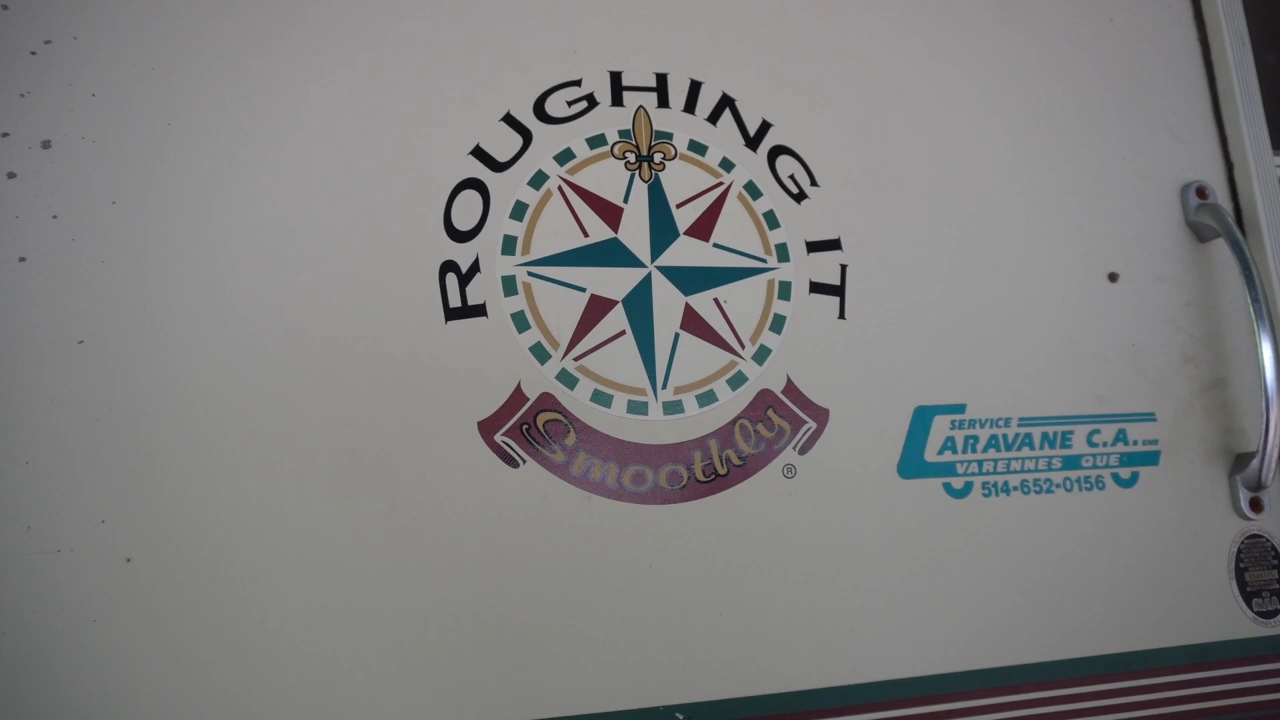 ROUGHING IT
Smoothly
®
SERVICE
CARAVANE C.A. ENR
VARENNES QUE
514-652-0156